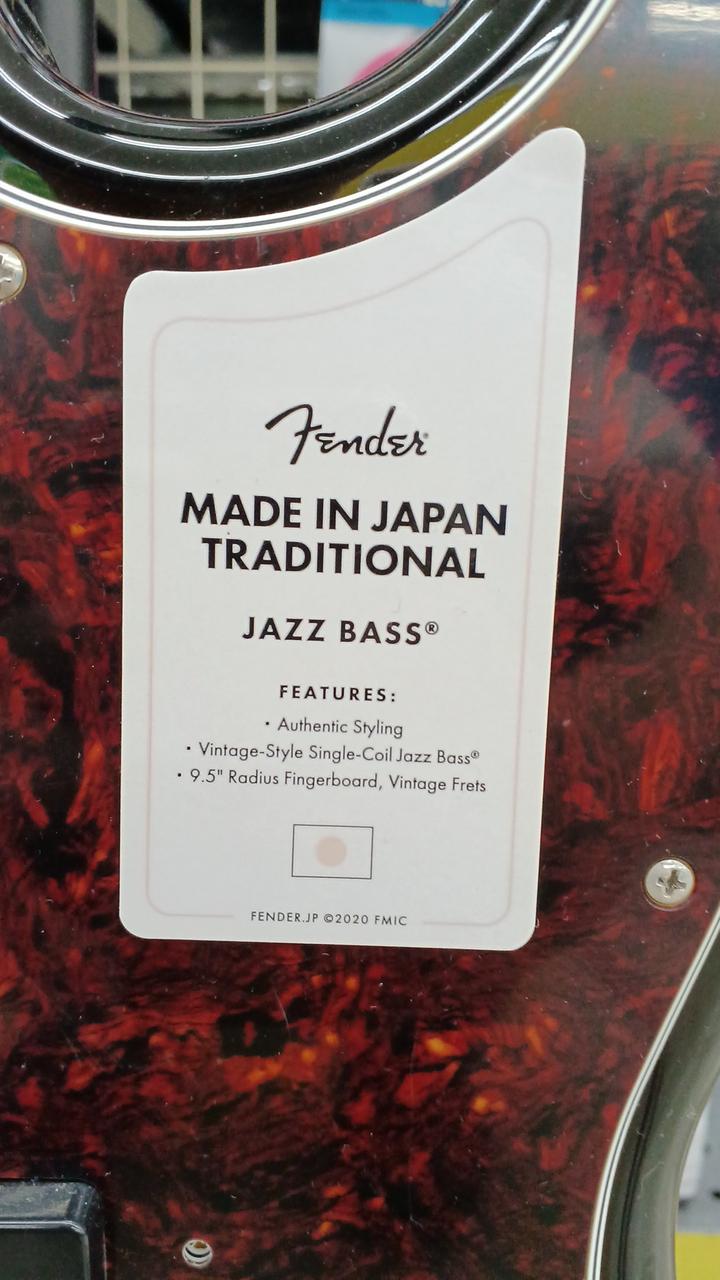 Fender®
MADE IN JAPAN
TRADITIONAL
JAZZ BASS®
FEATURES:
• Authentic Styling
• Vintage-Style Single-Coil Jazz Bass®
• 9.5" Radius Fingerboard, Vintage Frets
FENDER.JP ©2020 FMIC